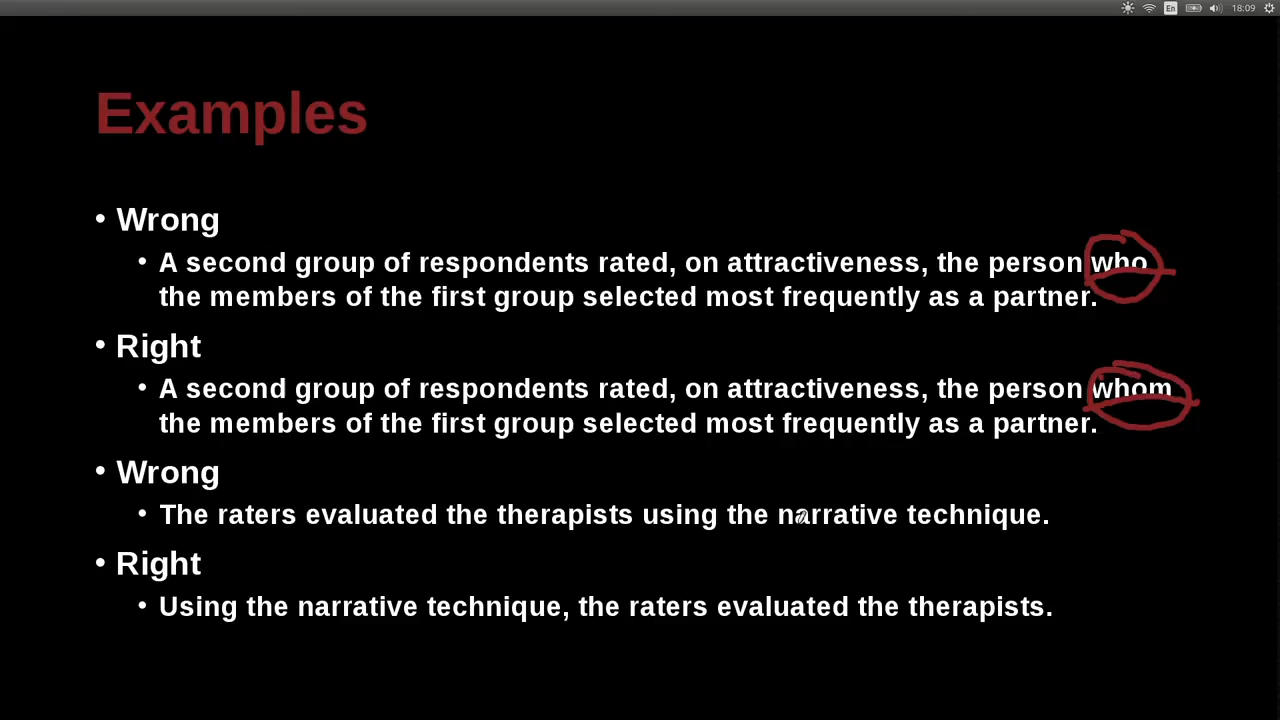 En 18:09
Examples
• Wrong
• A second group of respondents rated, on attractiveness, the person who
the members of the first group selected most frequently as a partner.
• Right
• A second group of respondents rated, on attractiveness, the person whom
the members of the first group selected most frequently as a partner.
• Wrong
• The raters evaluated the therapists using the narrative technique.
• Right
• Using the narrative technique, the raters evaluated the therapists.